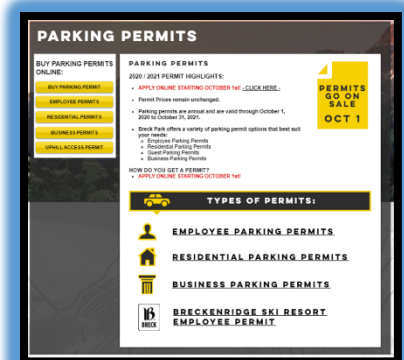 PARKING PERMITS
BUY PARKING PERMITS
ONLINE:
BUY PARKING PERMIT
EMPLOYEE PERMITS
RESIDENTIAL PERMITS
BUSINESS PERMITS
UPHILL ACCESS PERMIT
PARKING PERMITS
2020 / 2021 PERMIT HIGHLIGHTS:
APPLY ONLINE STARTING OCTOBER 1st! - CLICK HERE -
Permit Prices remain unchanged.
Parking permits are annual and are valid through October 1,
2020 to October 31, 2021.
Breck Park offers a variety of parking permit options that best suit
your needs:
Employee Parking Permits
Residential Parking Permits
Guest Parking Permits
Business Parking Permits
HOW DO YOU GET A PERMIT?
APPLY ONLINE STARTING OCTOBER 1st!
PERMITS
GO ON
SALE
OCT 1
TYPES OF PERMITS:
EMPLOYEE PARKING PERMITS
RESIDENTIAL PARKING PERMITS
BUSINESS PARKING PERMITS
BRECK
BRECKENRIDGE SKI RESORT
EMPLOYEE PERMIT